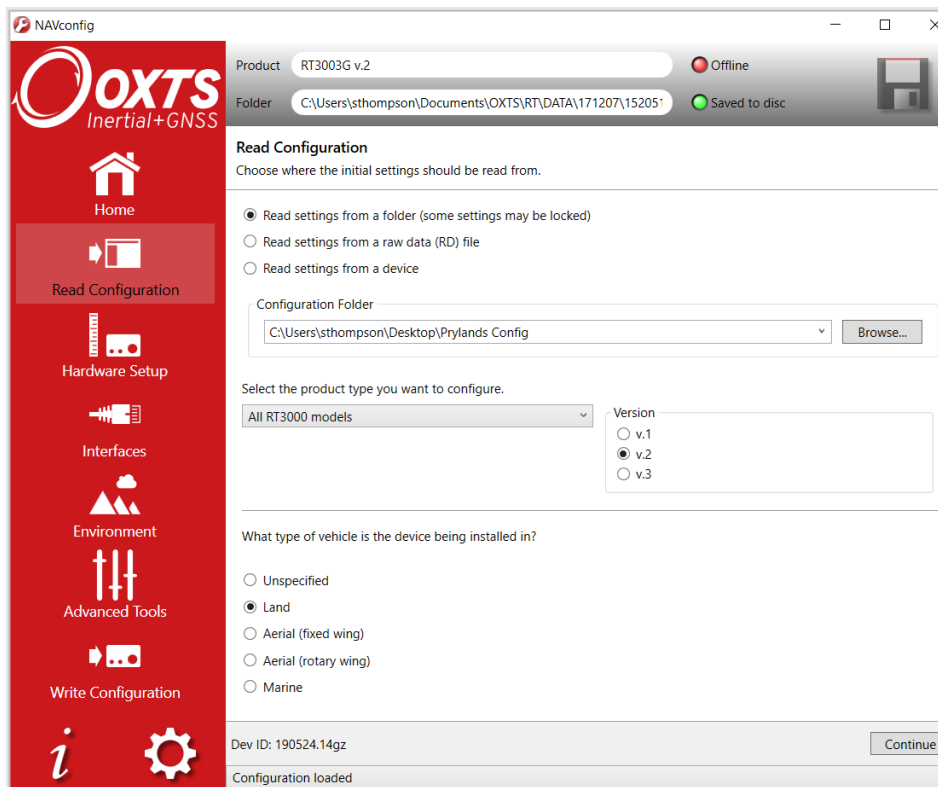 NAVconfig
OXTS
Inertial+GNSS
Product RT3003G v.2 Offline
Folder C:\Users\sthompson\Documents\OXTS\RT\DATA\171207\152051 Saved to disc
Home
Read Configuration
Hardware Setup
Interfaces
Environment
Advanced Tools
Write Configuration
Read Configuration
Choose where the initial settings should be read from.
Read settings from a folder (some settings may be locked)
Read settings from a raw data (RD) file
Read settings from a device
Configuration Folder
C:\Users\sthompson\Desktop\Prylands Config Browse...
Select the product type you want to configure.
All RT3000 models
Version
v.1
v.2
v.3
What type of vehicle is the device being installed in?
Unspecified
Land
Aerial (fixed wing)
Aerial (rotary wing)
Marine
Dev ID: 190524.14gz Continue
Configuration loaded